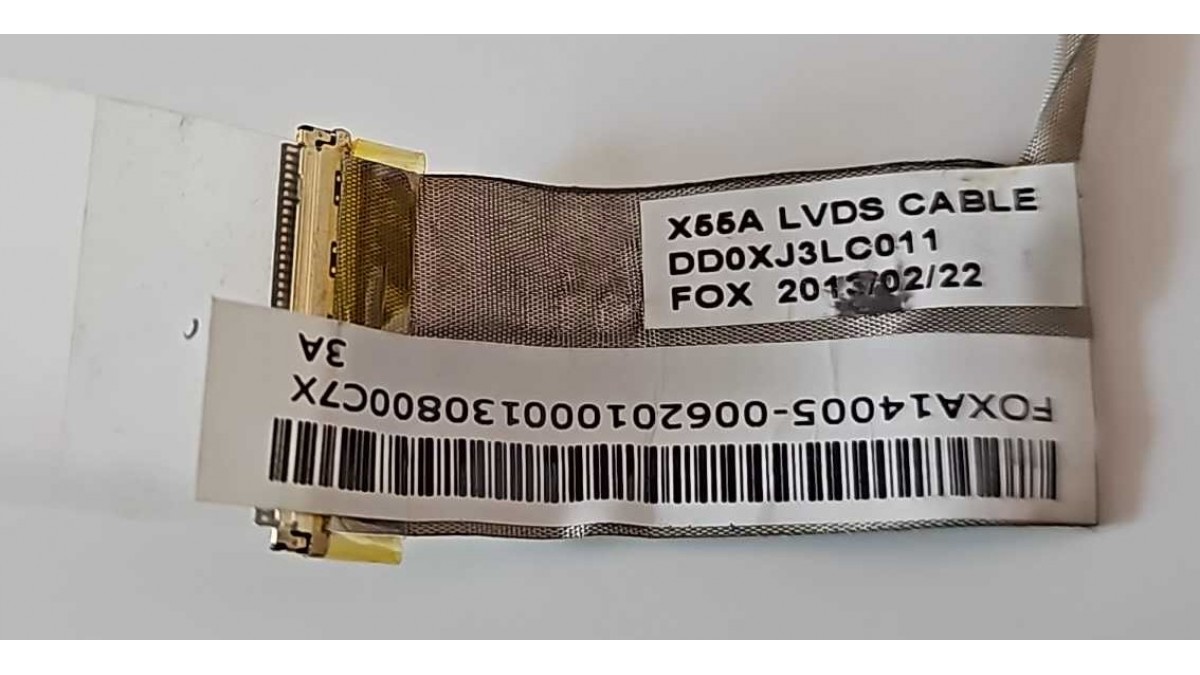 X55A LVDS CABLE
DD0XJ3LC011
FOX 2013/02/22
FOXA14005-006201000130800C7X
3A